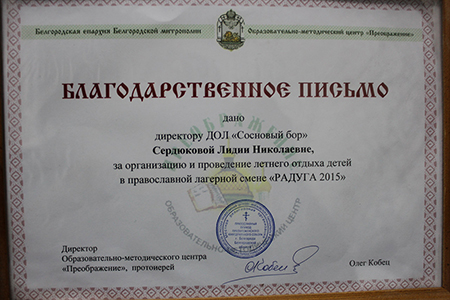 Белгородская епархия Белгородской митрополии
Образовательно-методический центр «Преображение»
БЛАГОДАРСТВЕННОЕ ПИСЬМО
дано
директору ДОЛ «Сосновый бор»
Сердюковой Лидии Николаевне,
за организацию и проведение летнего отдыха детей
в православной лагерной смене «РАДУГА 2015»
Директор
Образовательно-методического центра
«Преображение», протоиерей
Олег Кобец